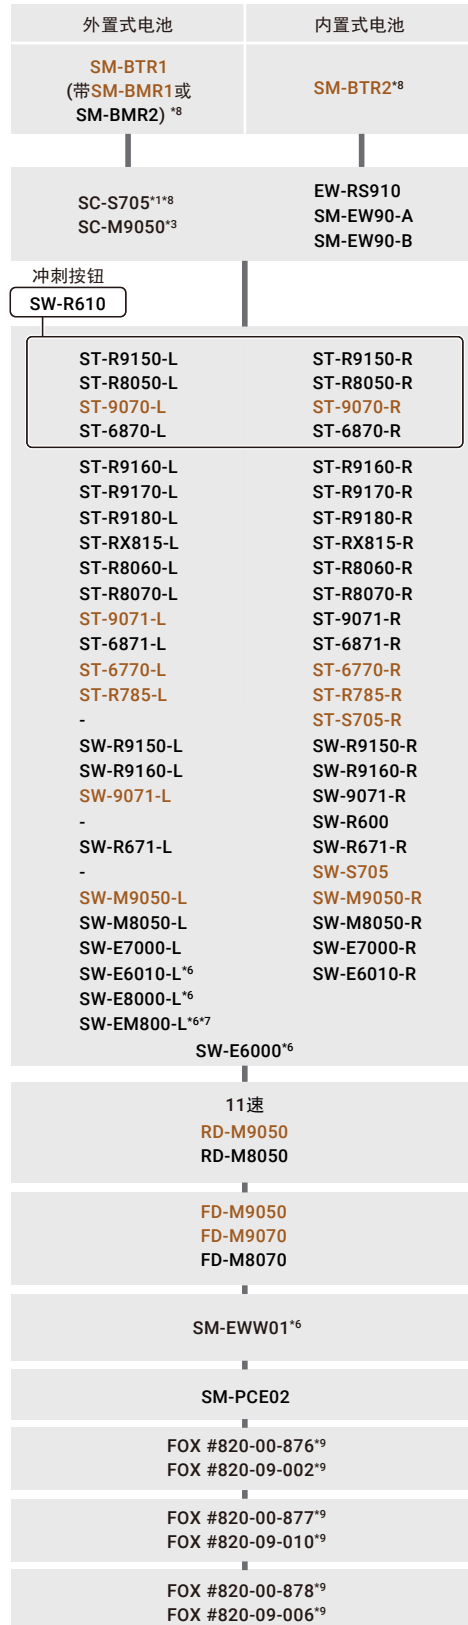 外置式电池 内置式电池
SM-BTR1
(带SM-BMR1或
SM-BMR2) *8
SM-BTR2*8
SC-S705*1*8
SC-M9050*3
EW-RS910
SM-EW90-A
SM-EW90-B
冲刺按钮
SW-R610
ST-R9150-L ST-R9150-R
ST-R8050-L ST-R8050-R
ST-9070-L ST-9070-R
ST-6870-L ST-6870-R
ST-R9160-L ST-R9160-R
ST-R9170-L ST-R9170-R
ST-R9180-L ST-R9180-R
ST-RX815-L ST-RX815-R
ST-R8060-L ST-R8060-R
ST-R8070-L ST-R8070-R
ST-9071-L ST-9071-R
ST-6871-L ST-6871-R
ST-6770-L ST-6770-R
ST-R785-L ST-R785-R
- ST-S705-R
SW-R9150-L SW-R9150-R
SW-R9160-L SW-R9160-R
SW-9071-L SW-9071-R
- SW-R600
SW-R671-L SW-R671-R
- SW-S705
SW-M9050-L SW-M9050-R
SW-M8050-L SW-M8050-R
SW-E7000-L SW-E7000-R
SW-E6010-L*6 SW-E6010-R
SW-E8000-L*6
SW-EM800-L*6*7
SW-E6000*6
11速
RD-M9050
RD-M8050
FD-M9050
FD-M9070
FD-M8070
SM-EWW01*6
SM-PCE02
FOX #820-00-876*9
FOX #820-09-002*9
FOX #820-00-877*9
FOX #820-09-010*9
FOX #820-00-878*9
FOX #820-09-006*9